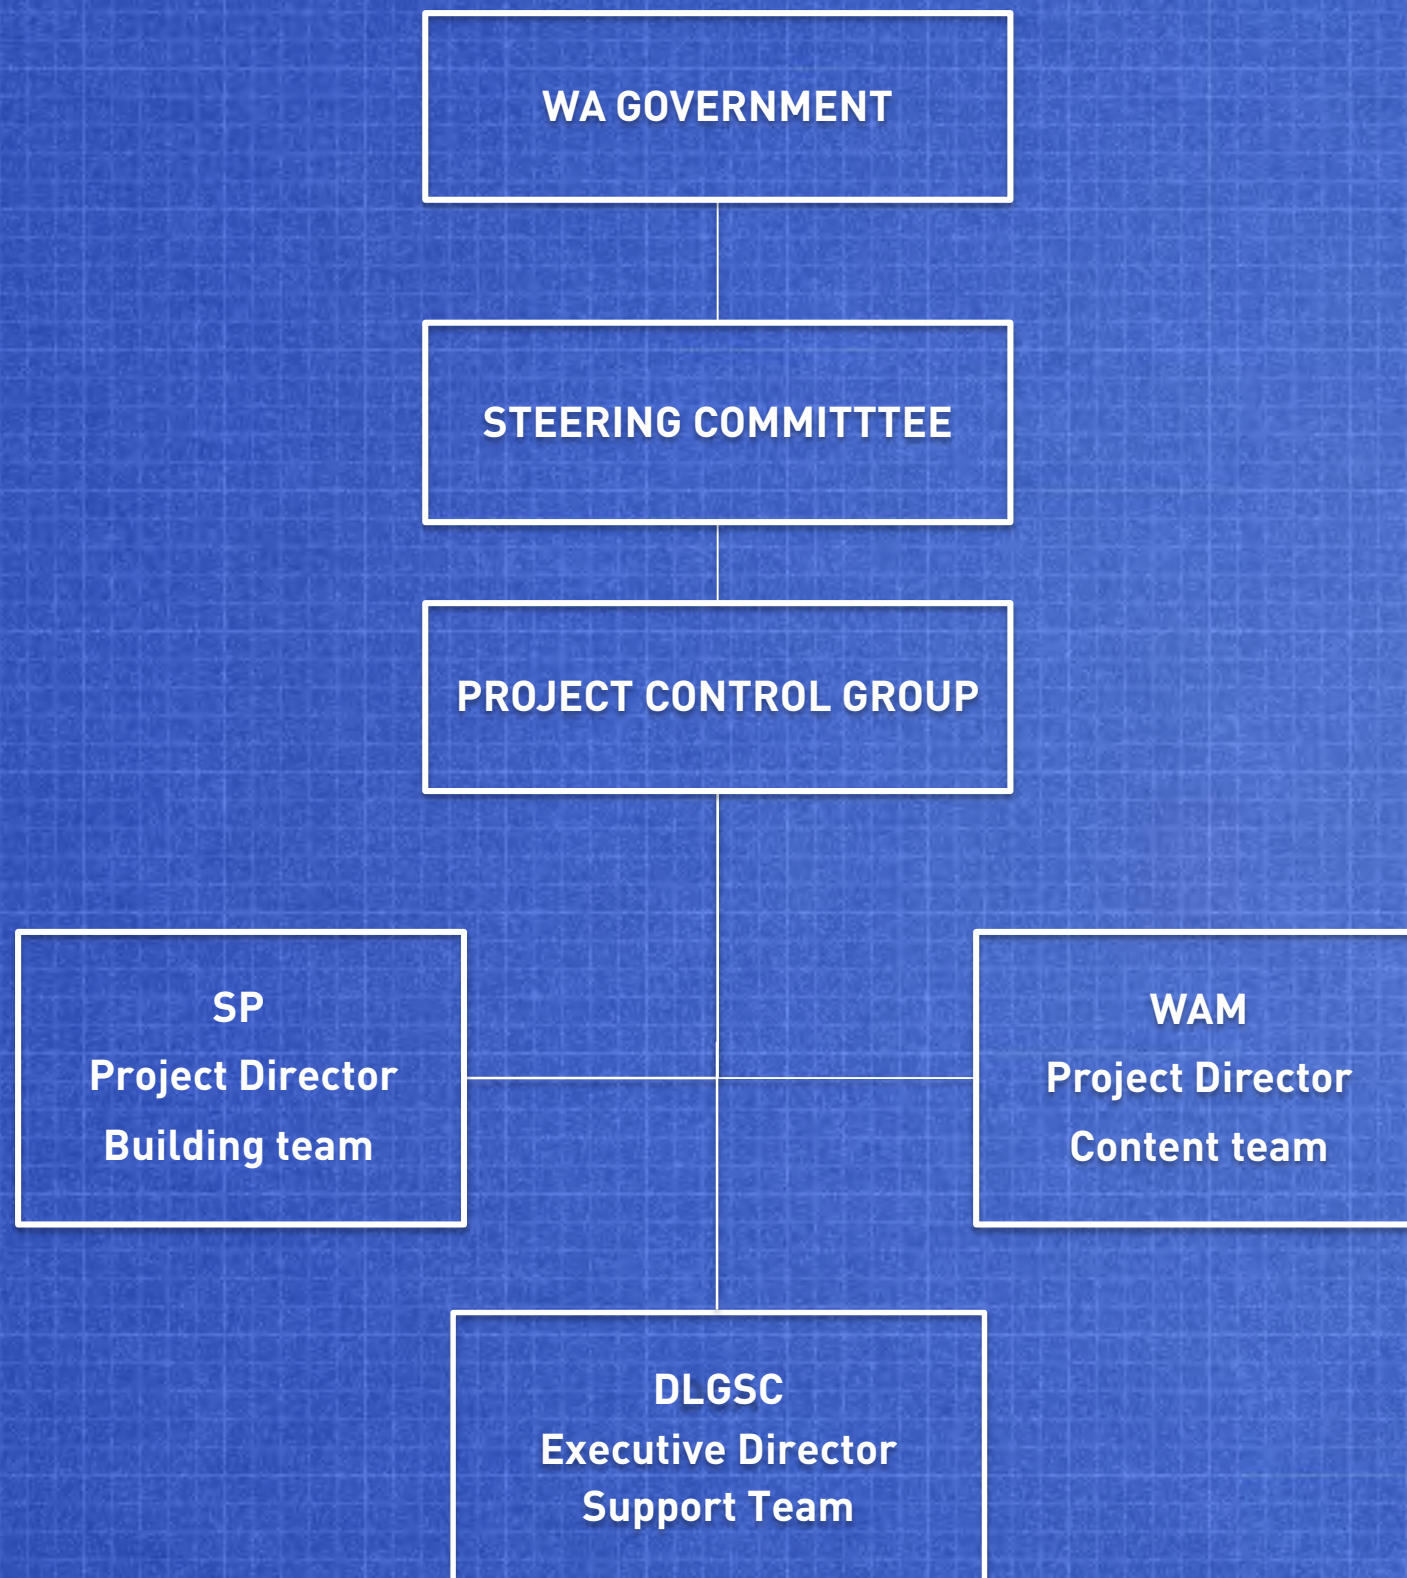 WA GOVERNMENT
STEERING COMMITTTEE
PROJECT CONTROL GROUP
SP
Project Director
Building team
WAM
Project Director
Content team
DLGSC
Executive Director
Support Team